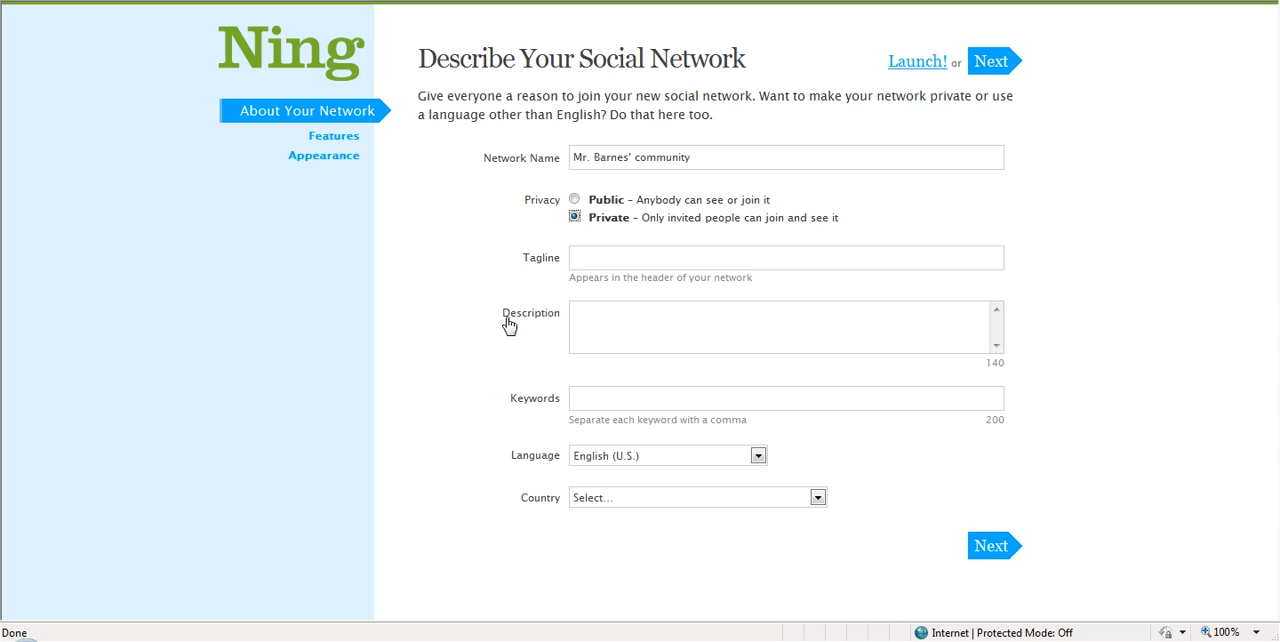 Ning
About Your Network
Features
Appearance
Describe Your Social Network
Launch! or Next
Give everyone a reason to join your new social network. Want to make your network private or use
a language other than English? Do that here too.
Network Name Mr. Barnes' community
Privacy Public - Anybody can see or join it
Private - Only invited people can join and see it
Tagline
Appears in the header of your network
Description
140
Keywords
Separate each keyword with a comma 200
Language English (U.S.)
Country Select...
Next
Done Internet | Protected Mode: Off 100%